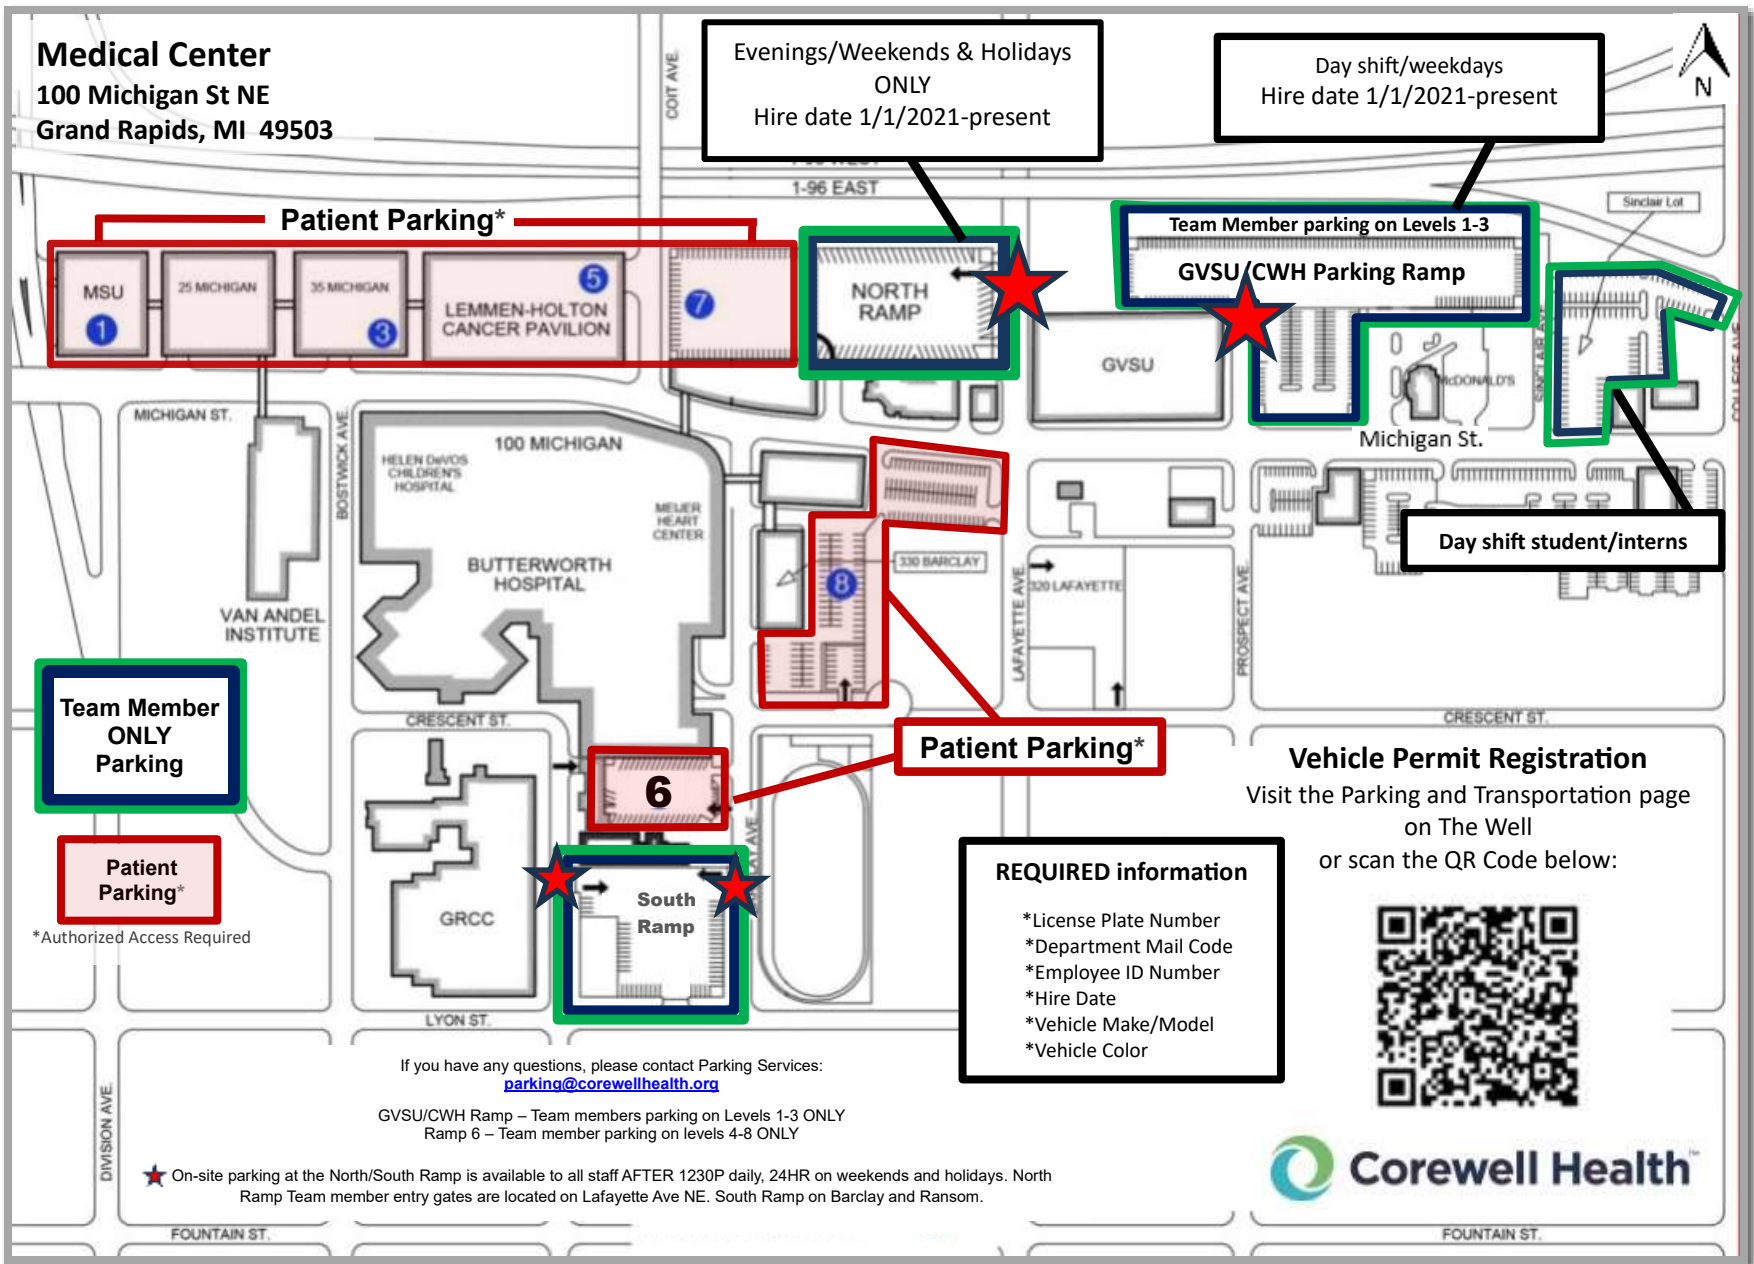 Medical Center
100 Michigan St NE
Grand Rapids, MI  49503
Evenings/Weekends & Holidays
ONLY
Hire date 1/1/2021-present
Day shift/weekdays
Hire date 1/1/2021-present
N
COIT AVE.
1-96 EAST
Sinclair Lot
Patient Parking*
Team Member parking on Levels 1-3
GVSU/CWH Parking Ramp
MSU
1
25 MICHIGAN
35 MICHIGAN
3
5
LEMMEN-HOLTON
CANCER PAVILION
7
NORTH
RAMP
GVSU
McDONALD'S
SINCLAIR AVE.
COLLEGE AVE.
MICHIGAN ST.
Michigan St.
BOSTWICK AVE.
100 MICHIGAN
HELEN DeVOS
CHILDREN'S
HOSPITAL
MEIJER
HEART
CENTER
BUTTERWORTH
HOSPITAL
330 BARCLAY
8
Day shift student/interns
320 LAFAYETTE
LAFAYETTE AVE.
PROSPECT AVE.
VAN ANDEL
INSTITUTE
Team Member
ONLY
Parking
CRESCENT ST.
CRESCENT ST.
Patient Parking*
6
Vehicle Permit Registration
Visit the Parking and Transportation page
on The Well
or scan the QR Code below:
Patient
Parking*
*Authorized Access Required
GRCC
South
Ramp
REQUIRED information
*License Plate Number
*Department Mail Code
*Employee ID Number
*Hire Date
*Vehicle Make/Model
*Vehicle Color
LYON ST.
If you have any questions, please contact Parking Services:
parking@corewellhealth.org
GVSU/CWH Ramp – Team members parking on Levels 1-3 ONLY
Ramp 6 – Team member parking on levels 4-8 ONLY
DIVISION AVE.
On-site parking at the North/South Ramp is available to all staff AFTER 1230P daily, 24HR on weekends and holidays. North
Ramp Team member entry gates are located on Lafayette Ave NE. South Ramp on Barclay and Ransom.
Corewell Health™
FOUNTAIN ST.
FOUNTAIN ST.